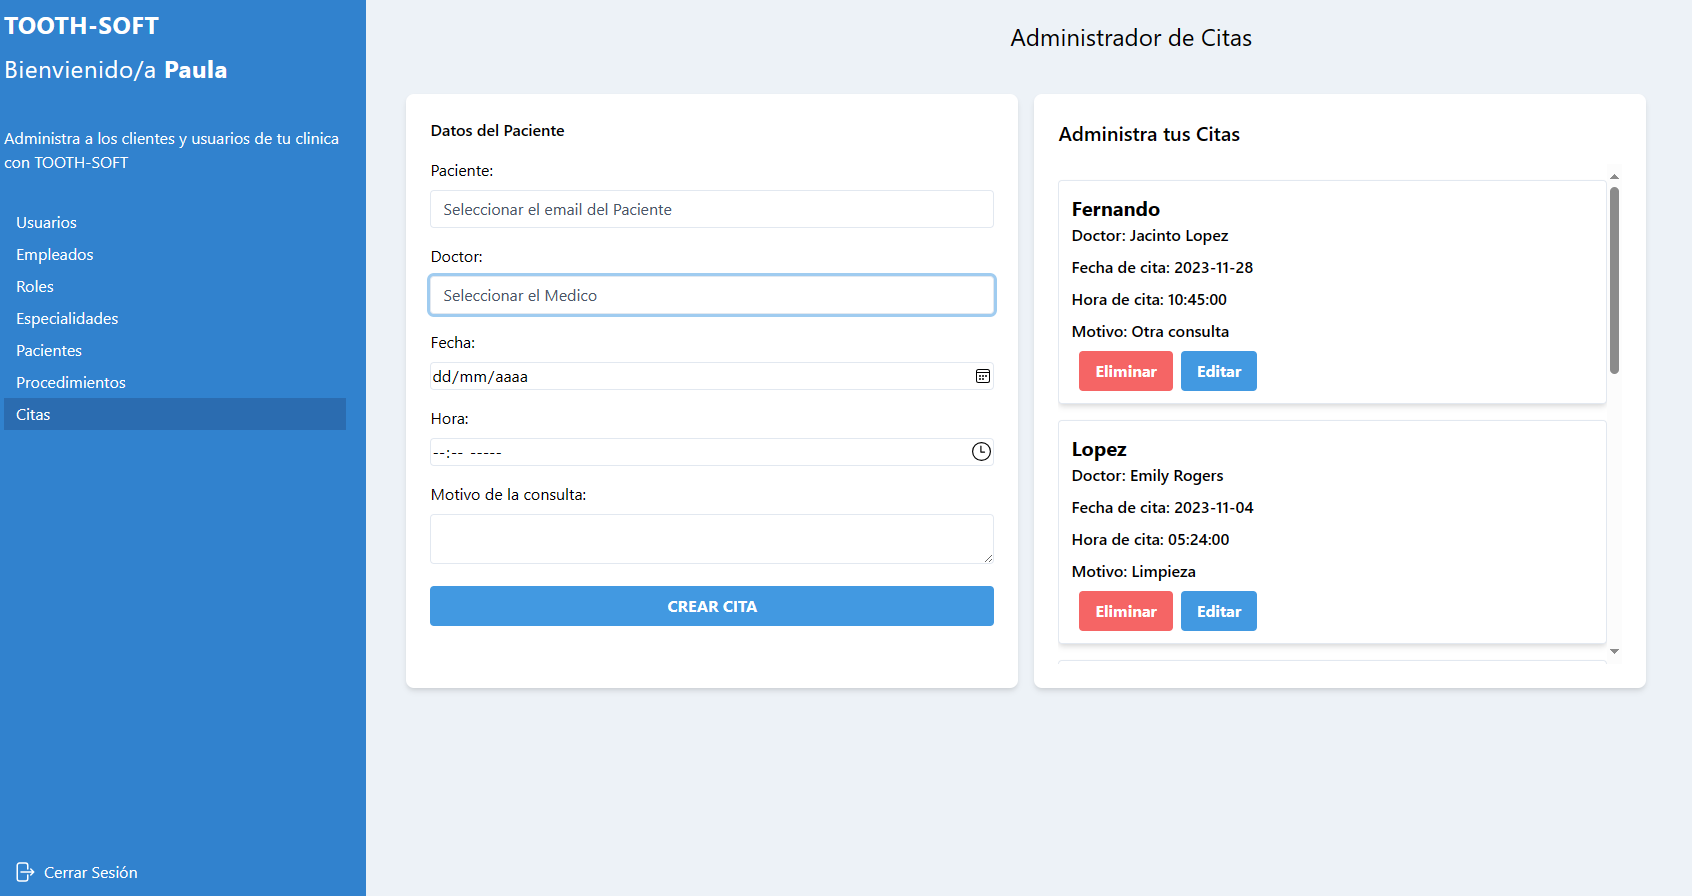 TOOTH-SOFT
Bienvienido/a Paula
Administra a los clientes y usuarios de tu clinica
con TOOTH-SOFT
Usuarios
Empleados
Roles
Especialidades
Pacientes
Procedimientos
Citas
Cerrar Sesión
Administrador de Citas
Datos del Paciente
Paciente:
Seleccionar el email del Paciente
Doctor:
Seleccionar el Medico
Fecha:
dd/mm/aaaa
Hora:
--:-- -----
Motivo de la consulta:
CREAR CITA
Administra tus Citas
Fernando
Doctor: Jacinto Lopez
Fecha de cita: 2023-11-28
Hora de cita: 10:45:00
Motivo: Otra consulta
Eliminar Editar
Lopez
Doctor: Emily Rogers
Fecha de cita: 2023-11-04
Hora de cita: 05:24:00
Motivo: Limpieza
Eliminar Editar